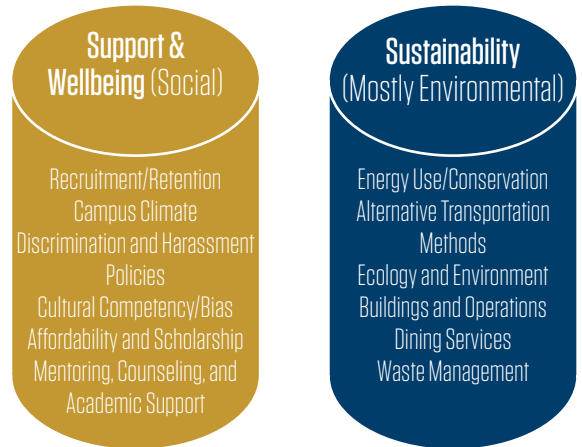 Support &
Wellbeing (Social)
Recruitment/Retention
Campus Climate
Discrimination and Harassment
Policies
Cultural Competency/Bias
Affordability and Scholarship
Mentoring, Counseling, and
Academic Support
Sustainability
(Mostly Environmental)
Energy Use/Conservation
Alternative Transportation
Methods
Ecology and Environment
Buildings and Operations
Dining Services
Waste Management